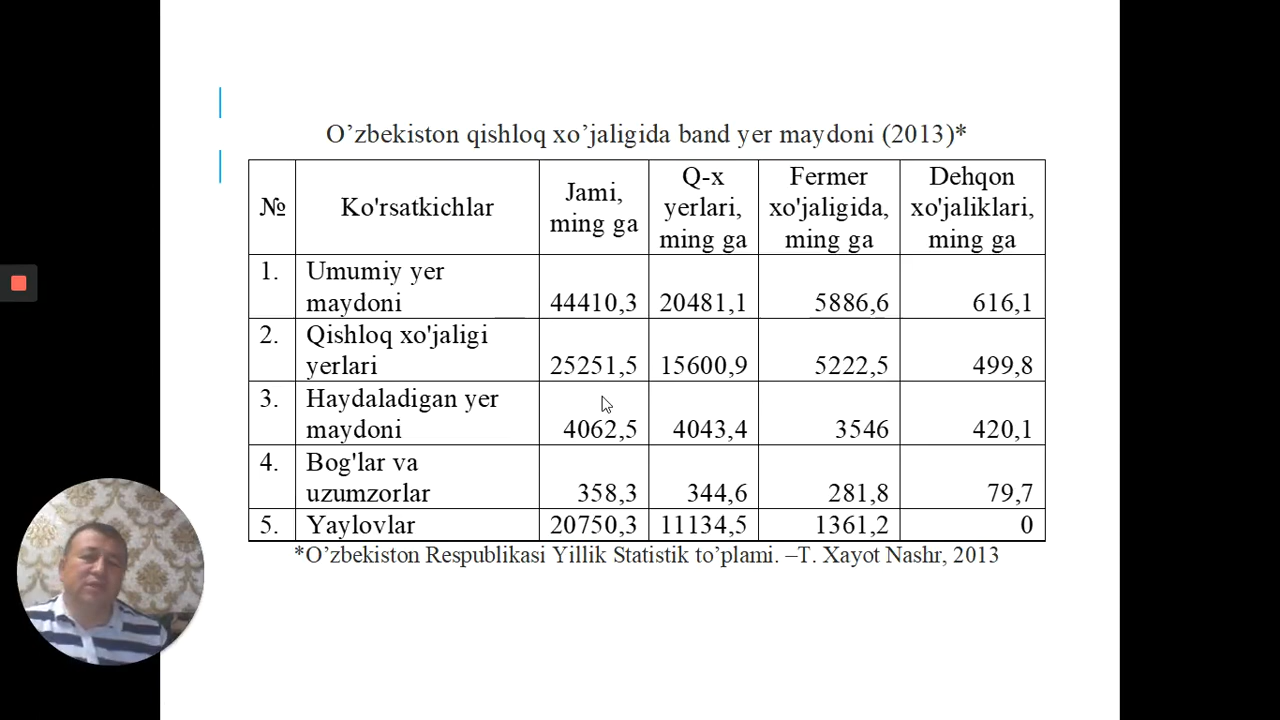 O’zbekiston qishloq xo’jaligida band yer maydoni (2013)*
№ Ko'rsatkichlar Jami, ming ga Q-x yerlari, ming ga Fermer xo'jaligida, ming ga Dehqon xo'jaliklari, ming ga
1. Umumiy yer maydoni 44410,3 20481,1 5886,6 616,1
2. Qishloq xo'jaligi yerlari 25251,5 15600,9 5222,5 499,8
3. Haydaladigan yer maydoni 4062,5 4043,4 3546 420,1
4. Bog'lar va uzumzorlar 358,3 344,6 281,8 79,7
5. Yaylovlar 20750,3 11134,5 1361,2 0
*O’zbekiston Respublikasi Yillik Statistik to’plami. –T. Xayot Nashr, 2013